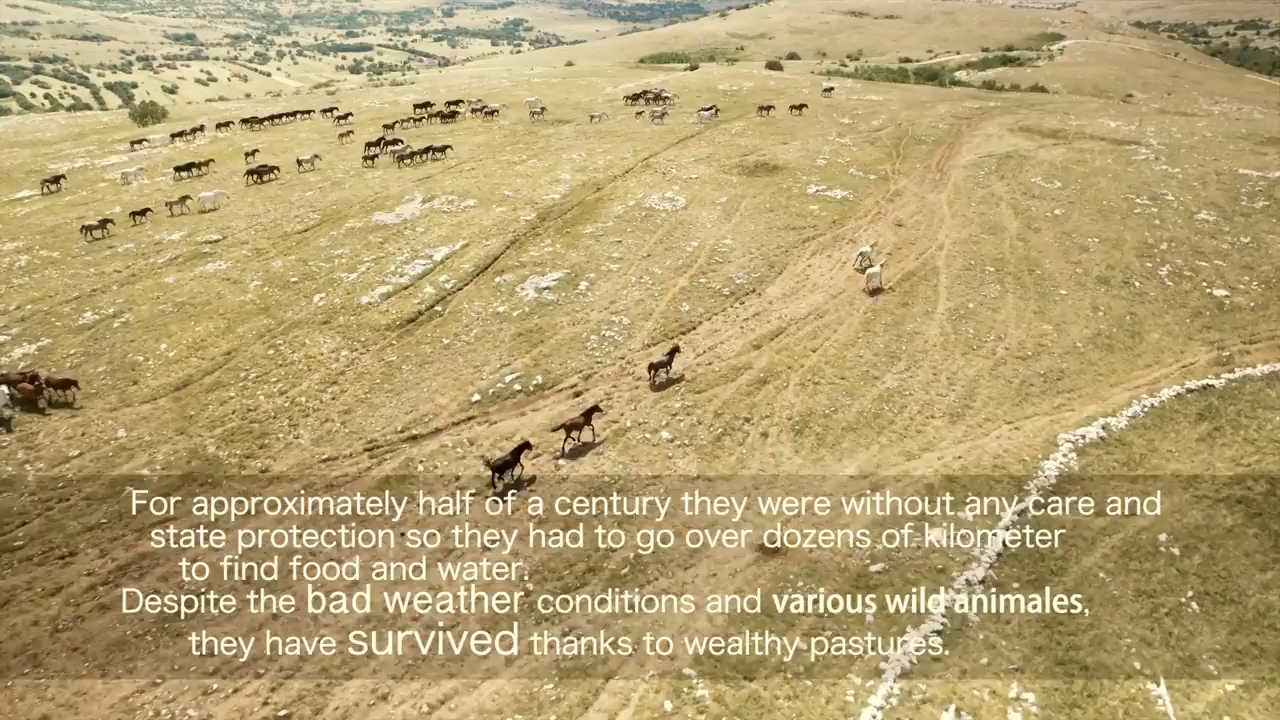 For approximately half of a century they were without any care and
state protection so they had to go over dozens of kilometer
to find food and water.
Despite the bad weather conditions and various wild animales,
they have survived thanks to wealthy pastures.